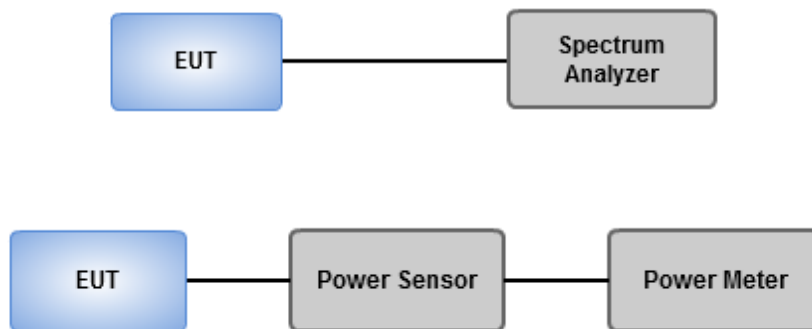 EUT
Spectrum
Analyzer
EUT
Power Sensor
Power Meter